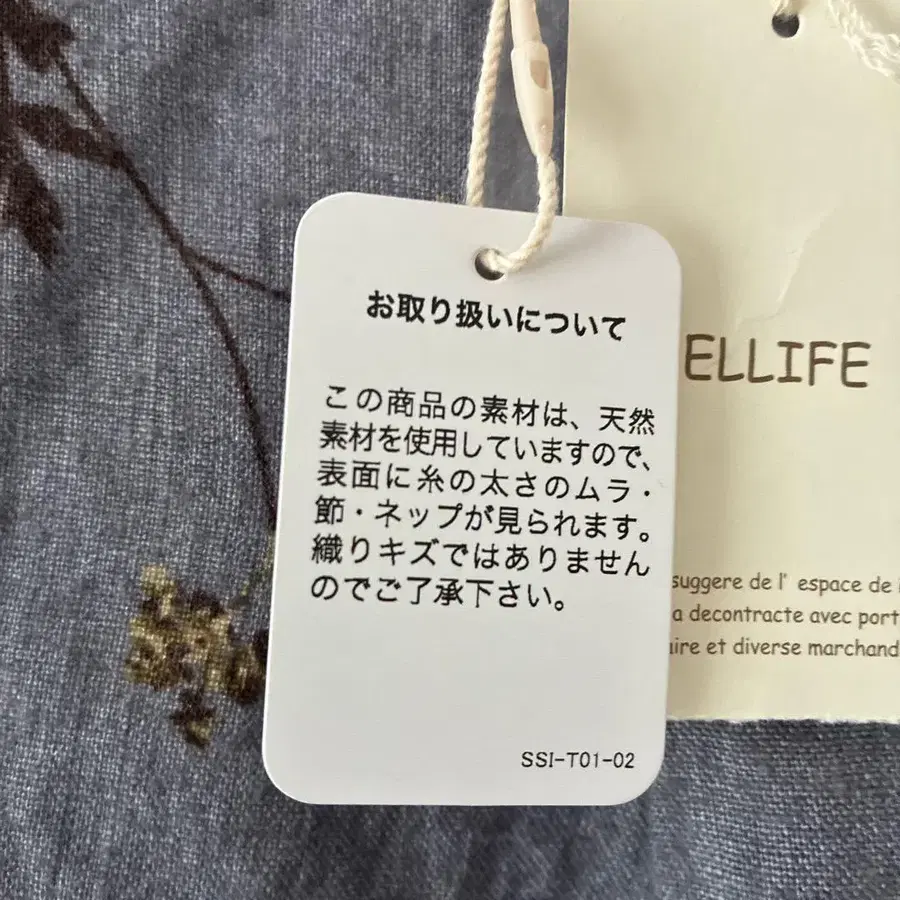 お取り扱いについて
この商品の素材は、天然
素材を使用していますので、
表面に糸の太さのムラ・
節・ネップが見られます。
織りキズではありません
のでご了承下さい。
SSI-T01-02
ELLIFE
suggere de l' espace de
a decontracte avec port
aire et diverse marchand